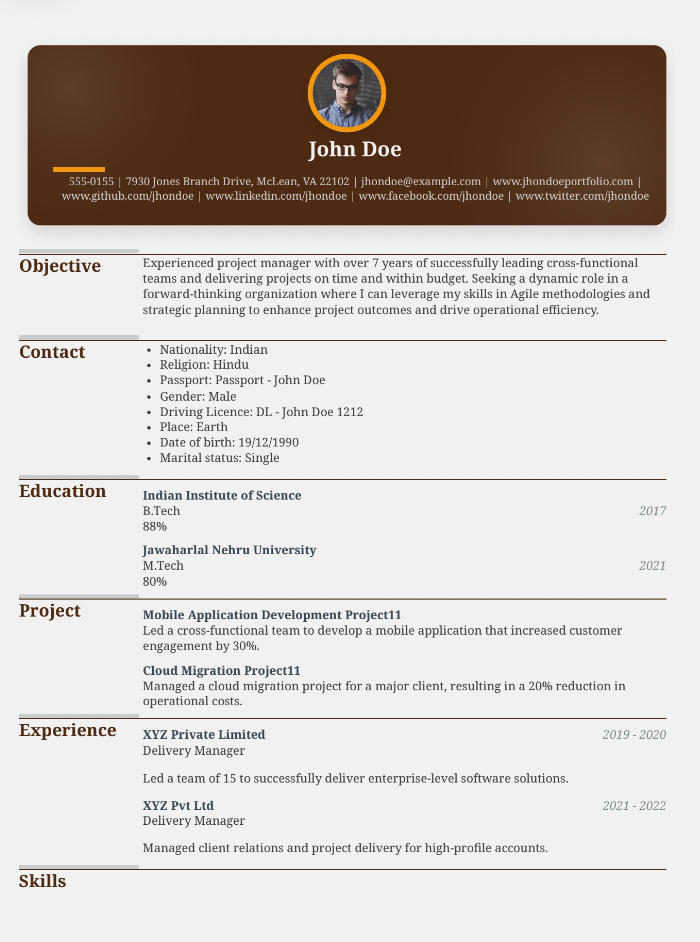 John Doe
555-0155 | 7930 Jones Branch Drive, McLean, VA 22102 | jhondoe@example.com | www.jhondoeportfolio.com |
www.github.com/jhondoe | www.linkedin.com/jhondoe | www.facebook.com/jhondoe | www.twitter.com/jhondoe
Objective
Experienced project manager with over 7 years of successfully leading cross-functional
teams and delivering projects on time and within budget. Seeking a dynamic role in a
forward-thinking organization where I can leverage my skills in Agile methodologies and
strategic planning to enhance project outcomes and drive operational efficiency.
Contact
• Nationality: Indian
• Religion: Hindu
• Passport: Passport - John Doe
• Gender: Male
• Driving Licence: DL - John Doe 1212
• Place: Earth
• Date of birth: 19/12/1990
• Marital status: Single
Education
Indian Institute of Science
B.Tech 2017
88%
Jawaharlal Nehru University
M.Tech 2021
80%
Project
Mobile Application Development Project11
Led a cross-functional team to develop a mobile application that increased customer
engagement by 30%.
Cloud Migration Project11
Managed a cloud migration project for a major client, resulting in a 20% reduction in
operational costs.
Experience
XYZ Private Limited 2019 - 2020
Delivery Manager
Led a team of 15 to successfully deliver enterprise-level software solutions.
XYZ Pvt Ltd 2021 - 2022
Delivery Manager
Managed client relations and project delivery for high-profile accounts.
Skills